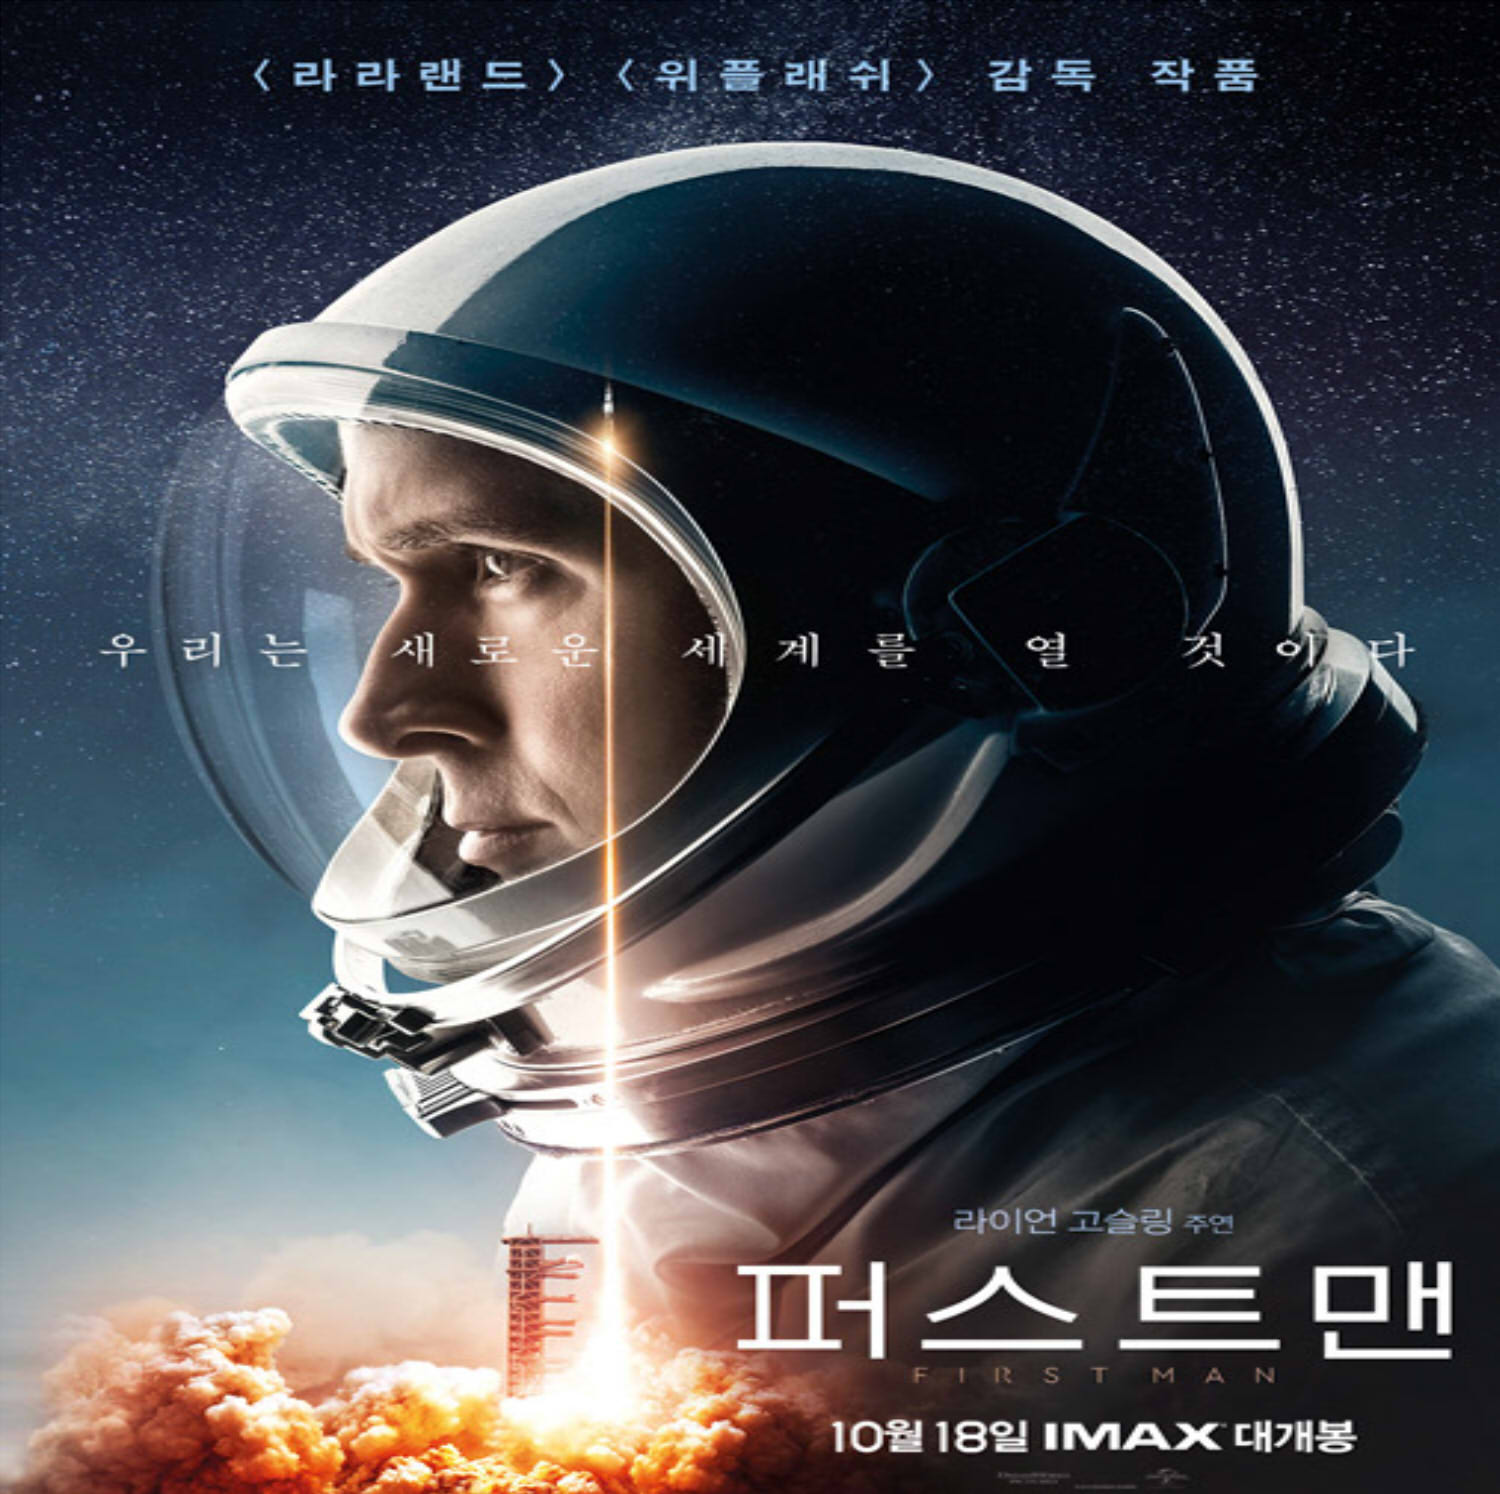 <라라랜드> <위플래쉬> 감독 작품
우리는 새로운 세계를 열 것이다
라이언 고슬링 주연
퍼스트맨
FIRST MAN
10월 18일 IMAX 대개봉